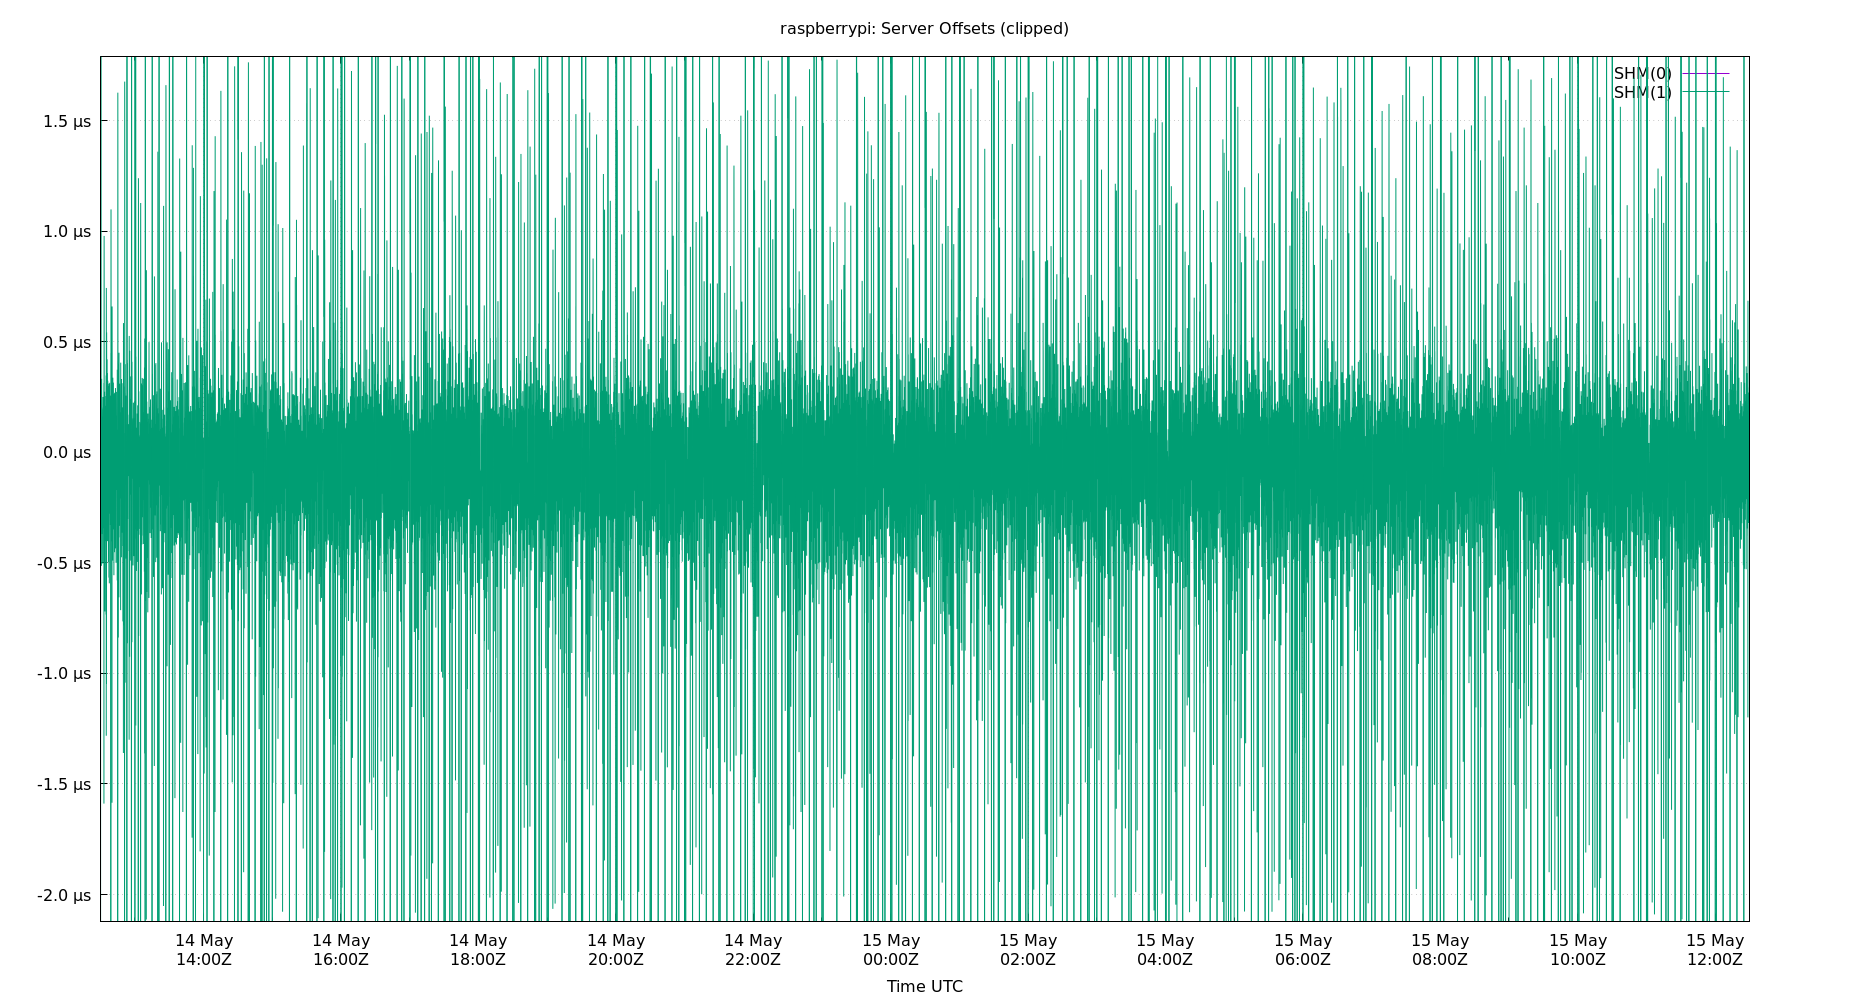 raspberrypi: Server Offsets (clipped)
SHM(0)
SHM(1)
1.5 µs
1.0 µs
0.5 µs
0.0 µs
-0.5 µs
-1.0 µs
-1.5 µs
-2.0 µs
14 May 14 May 14 May 14 May 14 May 15 May 15 May 15 May 15 May 15 May 15 May 15 May
14:00Z 16:00Z 18:00Z 20:00Z 22:00Z 00:00Z 02:00Z 04:00Z 06:00Z 08:00Z 10:00Z 12:00Z
Time UTC